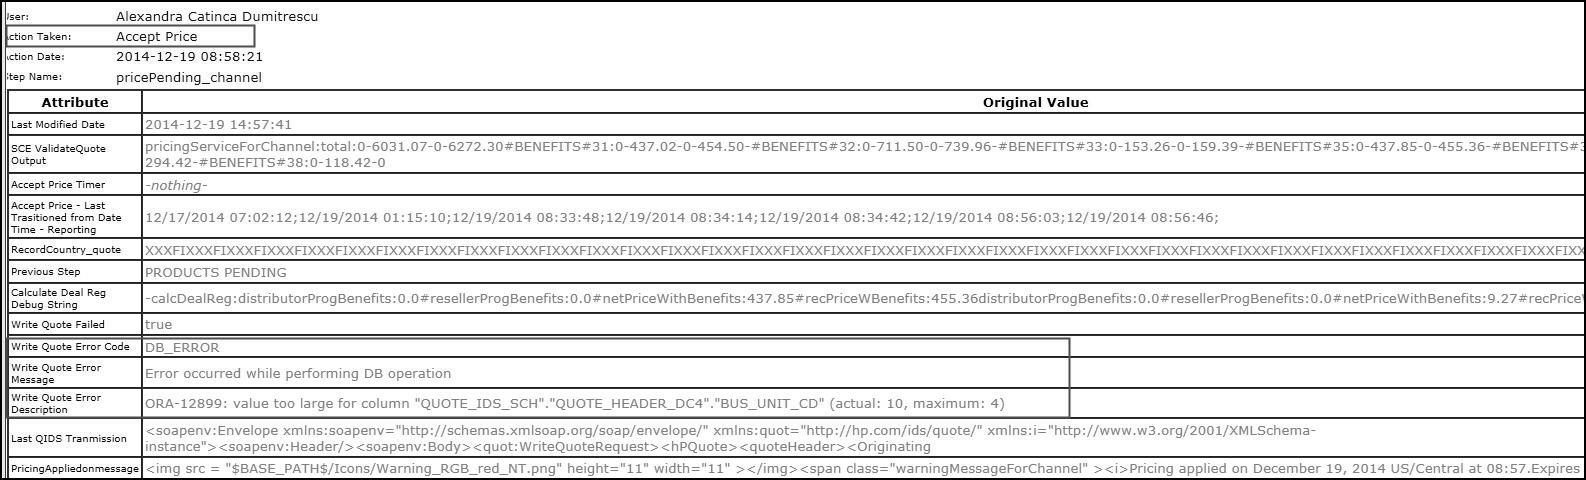 User: Alexandra Catinca Dumitrescu
Action Taken: Accept Price
Action Date: 2014-12-19 08:58:21
Step Name: pricePending_channel
Attribute Original Value
Last Modified Date 2014-12-19 14:57:41
SCE ValidateQuote Output pricingServiceForChannel:total:0-6031.07-0-6272.30#BENEFITS#31:0-437.02-0-454.50-#BENEFITS#32:0-711.50-0-739.96-#BENEFITS#33:0-153.26-0-159.39-#BENEFITS#35:0-437.85-0-455.36-#BENEFITS#3
294.42-#BENEFITS#38:0-118.42-0
Accept Price Timer -nothing-
Accept Price - Last
Trasitioned from Date
Time - Reporting 12/17/2014 07:02:12;12/19/2014 01:15:10;12/19/2014 08:33:48;12/19/2014 08:34:14;12/19/2014 08:34:42;12/19/2014 08:56:03;12/19/2014 08:56:46;
RecordCountry_quote
Previous Step PRODUCTS PENDING
Calculate Deal Reg
Debug String -calcDealReg:distributorProgBenefits:0.0#resellerProgBenefits:0.0#netPriceWithBenefits:437.85#recPriceWBenefits:455.36distributorProgBenefits:0.0#resellerProgBenefits:0.0#netPriceWithBenefits:9.27#recPriceW
Write Quote Failed true
Write Quote Error Code DB_ERROR
Write Quote Error
Message Error occurred while performing DB operation
Write Quote Error
Description ORA-12899: value too large for column "QUOTE_IDS_SCH"."QUOTE_HEADER_DC4"."BUS_UNIT_CD" (actual: 10, maximum: 4)
Last QIDS Tranmission <soapenv:Envelope xmlns:soapenv="http://schemas.xmlsoap.org/soap/envelope/" xmlns:quot="http://hp.com/ids/quote/" xmlns:i="http://www.w3.org/2001/XMLSchema-
instance"><soapenv:Header/><soapenv:Body><quot:WriteQuoteRequest><hPQuote><quoteHeader><Originating
PricingAppliedonmessage <img src = "$BASE_PATH$/Icons/Warning_RGB_red_NT.png" height="11" width="11" ></img><span class="warningMessageForChannel" ><i>Pricing applied on December 19, 2014 US/Central at 08:57.Expires